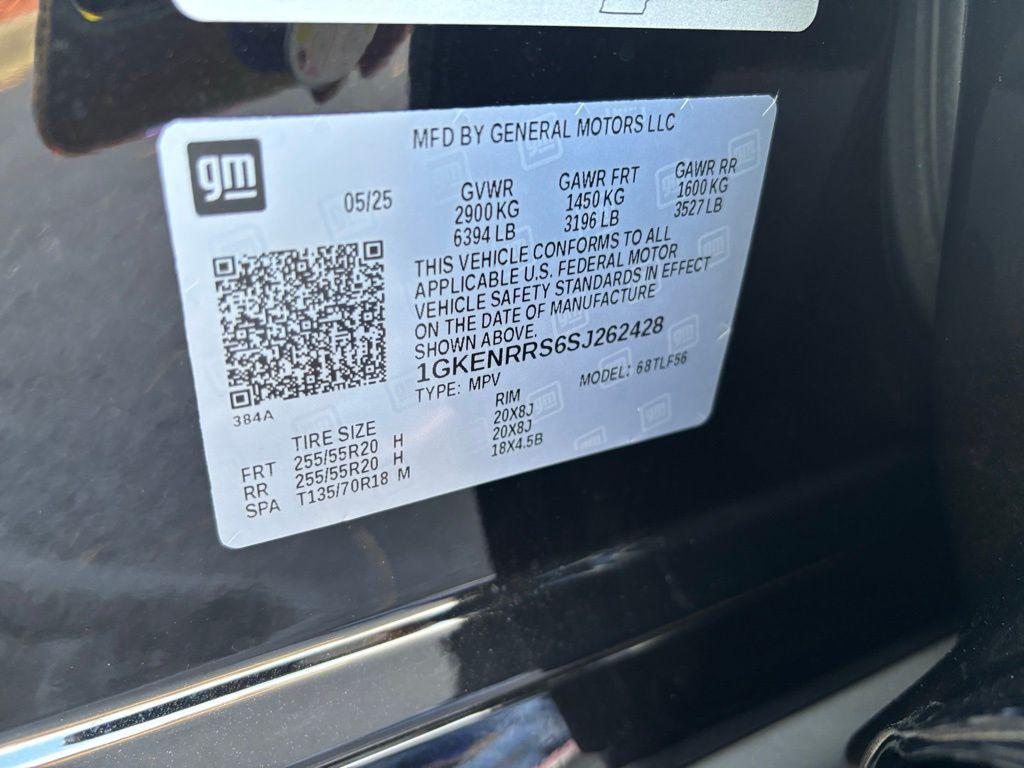 MFD BY GENERAL MOTORS LLC
gm
05/25
GVWR
2900 KG
6394 LB
GAWR FRT
1450 KG
3196 LB
GAWR RR
1600 KG
3527 LB
THIS VEHICLE CONFORMS TO ALL
APPLICABLE U.S. FEDERAL MOTOR
VEHICLE SAFETY STANDARDS IN EFFECT
ON THE DATE OF MANUFACTURE
SHOWN ABOVE.
1GKENRRS6SJ262428
TYPE: MPV
MODEL: 68TLF56
384A
TIRE SIZE RIM
FRT 255/55R20 H 20X8J
RR 255/55R20 H 20X8J
SPA T135/70R18 M 18X4.5B